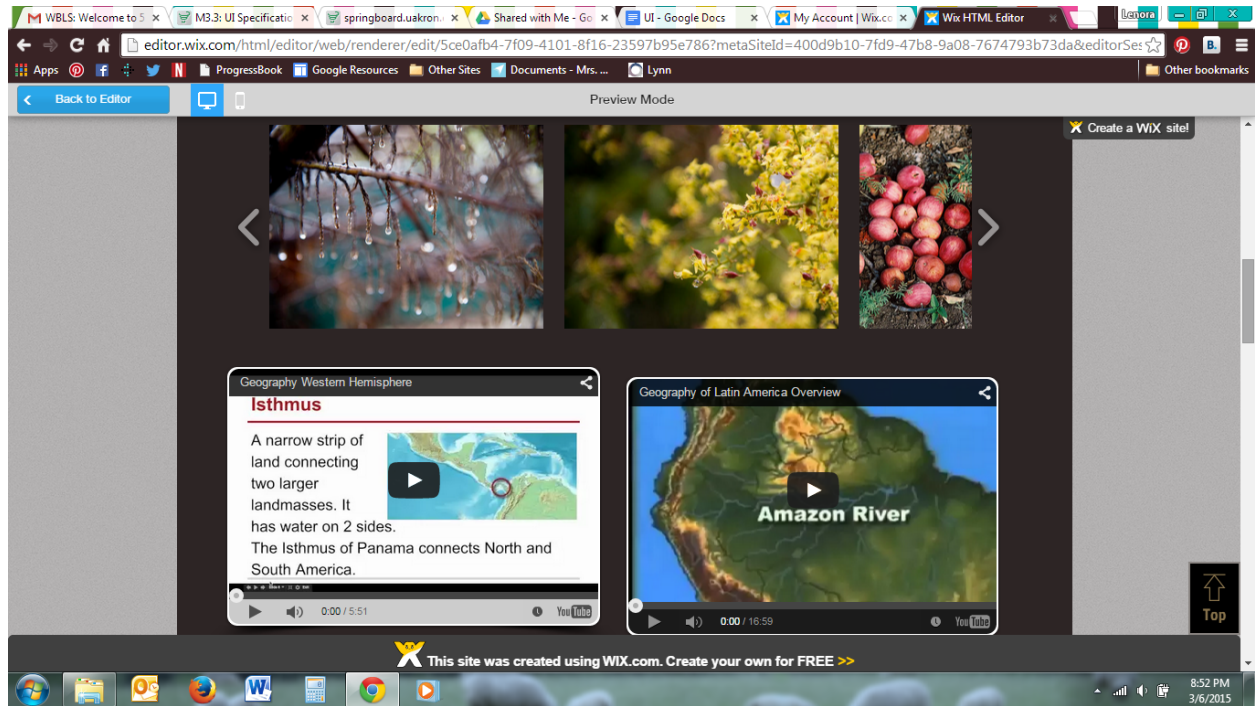 WBLS: Welcome to 5
M3.3: UI Specificatio
springboard.uakron.
Shared with Me - Go
UI - Google Docs
My Account | Wix.co
Wix HTML Editor
Lenora
editor.wix.com/html/editor/web/renderer/edit/5ce0afb4-7f09-4101-8f16-23597b95e786?metaSiteId=400d9b10-7fd9-47b8-9a08-7674793b73da&editorSes
Apps
ProgressBook
Google Resources
Other Sites
Documents - Mrs. ...
Lynn
Other bookmarks
Back to Editor
Preview Mode
Create a WiX site!
Geography Western Hemisphere
Isthmus
A narrow strip of
land connecting
two larger
landmasses. It
has water on 2 sides.
The Isthmus of Panama connects North and
South America.
0:00 / 5:51
YouTube
Geography of Latin America Overview
Amazon River
0:00 / 16:59
YouTube
Top
This site was created using WIX.com. Create your own for FREE >>
8:52 PM
3/6/2015